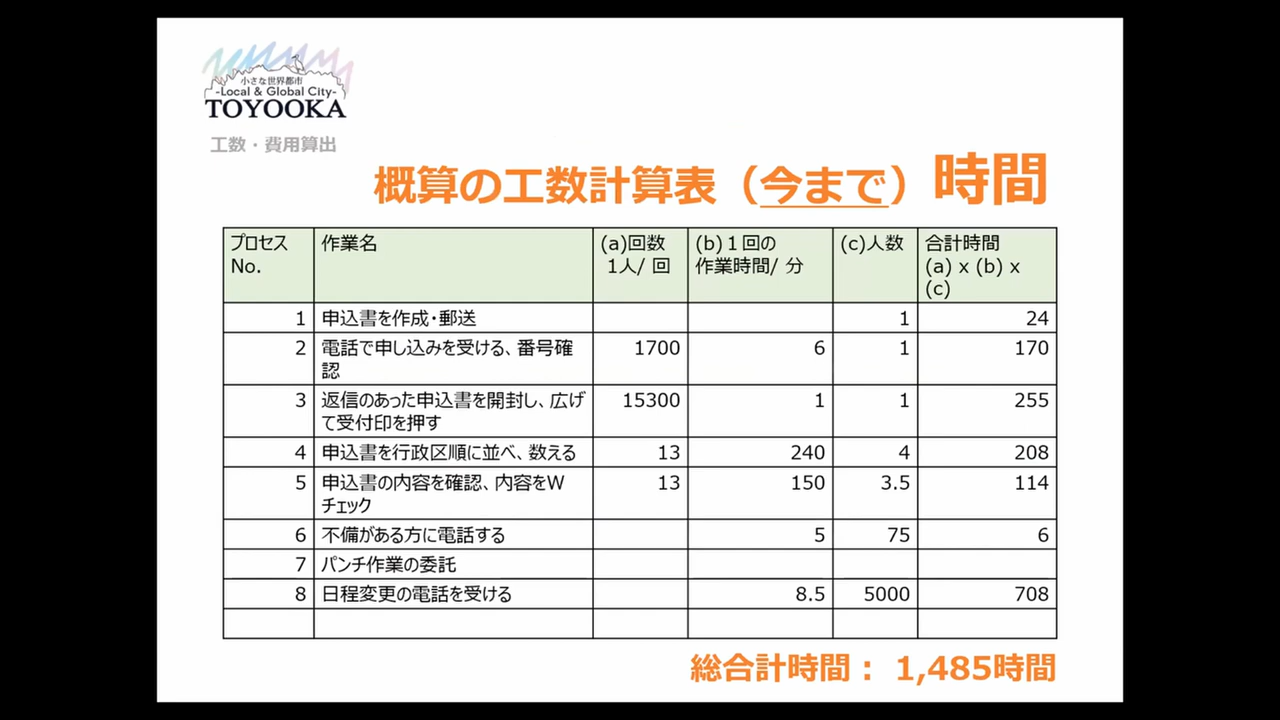 小さな世界都市
-Local & Global City-
TOYOOKA
工数・費用算出
概算の工数計算表（今まで）時間
プロセス No. 作業名 (a)回数 1人/ 回 (b)１回の 作業時間/ 分 (c)人数 合計時間 (a) x (b) x (c)
1 申込書を作成・郵送 1 24
2 電話で申し込みを受ける、番号確認 1700 6 1 170
3 返信のあった申込書を開封し、広げて受付印を押す 15300 1 1 255
4 申込書を行政区順に並べ、数える 13 240 4 208
5 申込書の内容を確認、内容をWチェック 13 150 3.5 114
6 不備がある方に電話する 5 75 6
7 パンチ作業の委託
8 日程変更の電話を受ける 8.5 5000 708
総合計時間： 1,485時間